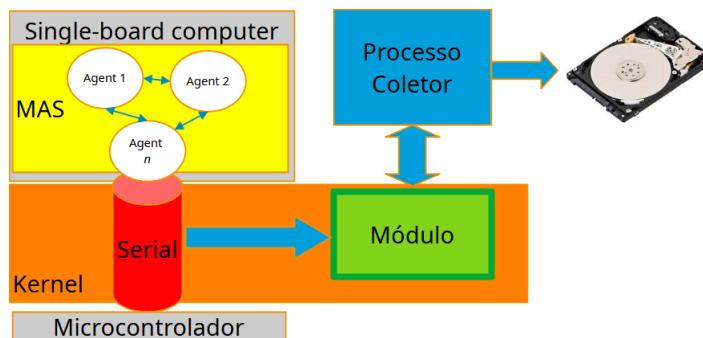 Single-board computer
Agent 1
Agent 2
MAS
Agent
n
Processo
Coletor
Serial
Módulo
Kernel
Microcontrolador